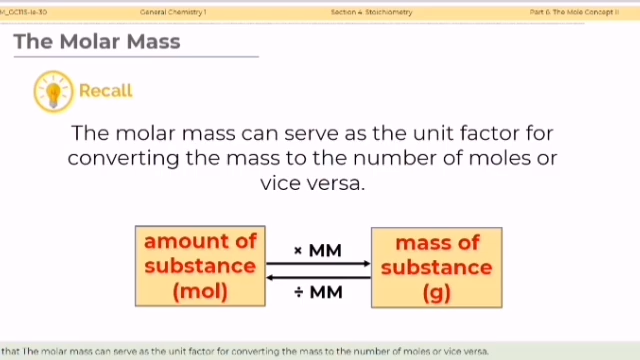 M_GC115-le-30 General Chemistry 1 Section 4: Stoichiometry Part 6: The Mole Concept II
The Molar Mass
Recall
The molar mass can serve as the unit factor for
converting the mass to the number of moles or
vice versa.
amount of
substance
(mol)
× MM
÷ MM
mass of
substance
(g)
that The molar mass can serve as the unit factor for converting the mass to the number of moles or vice versa.